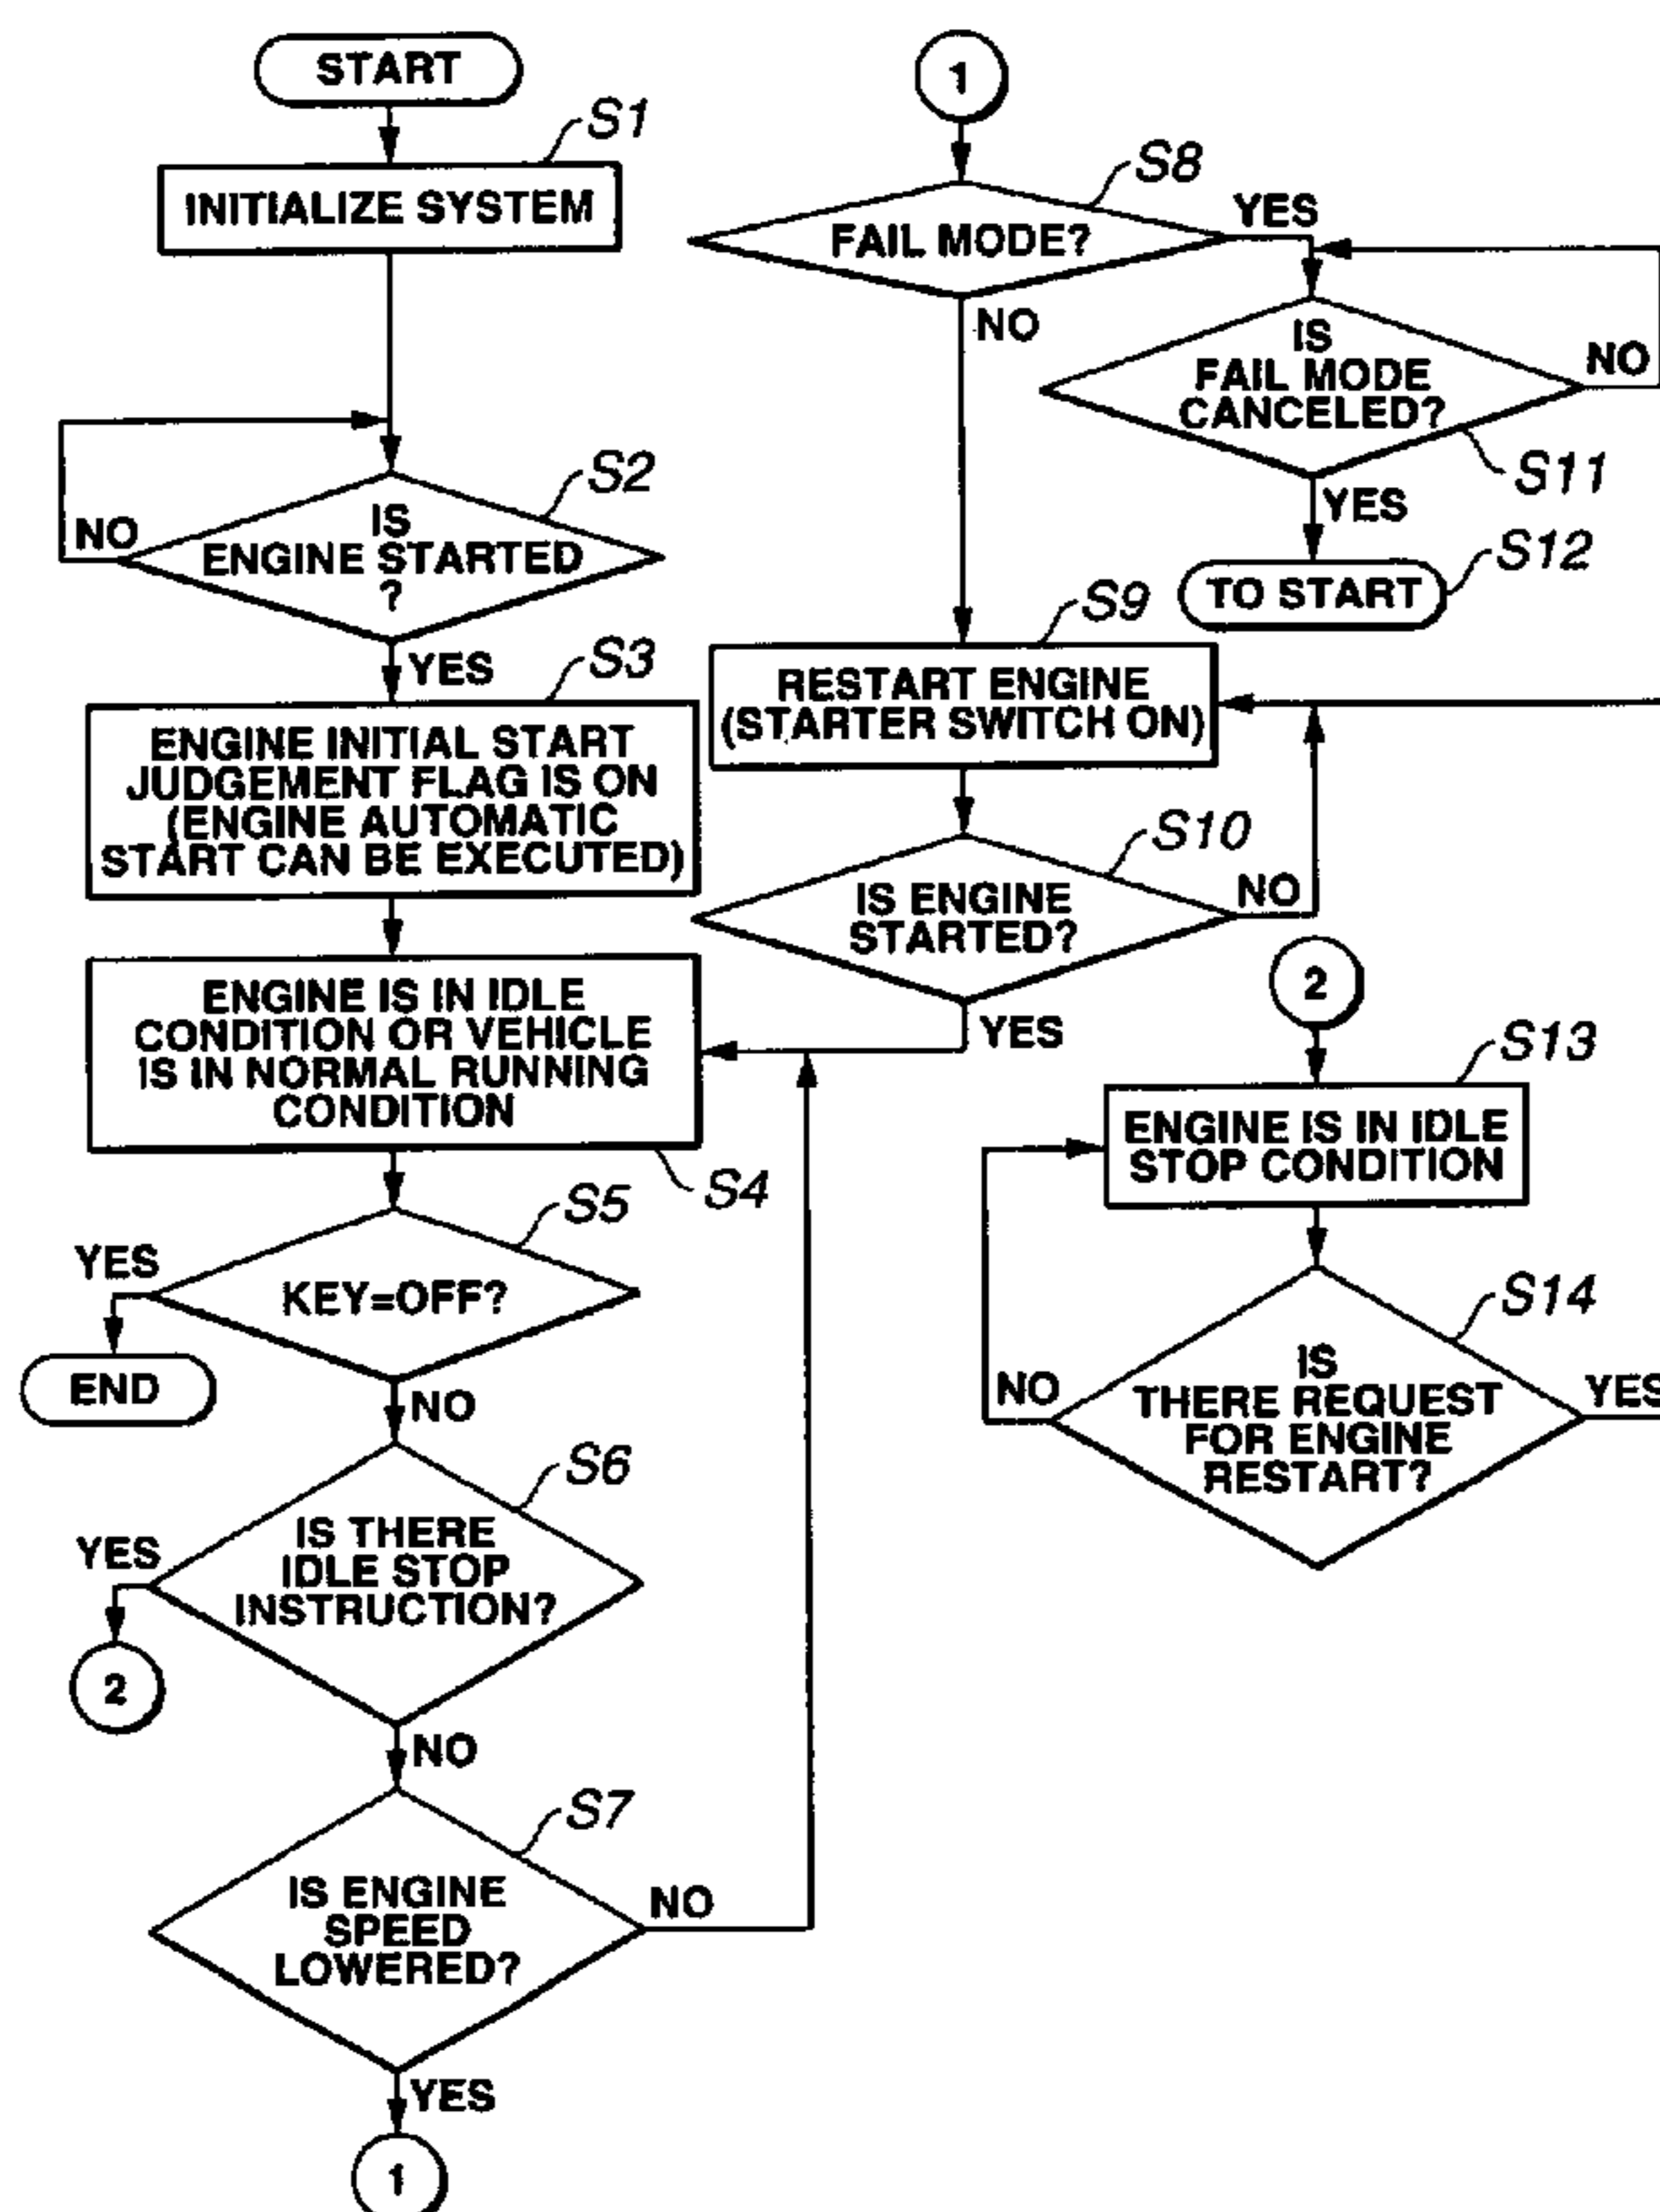 START
S1
INITIALIZE SYSTEM
S2
IS
ENGINE STARTED
?
NO
YES
S3
ENGINE INITIAL START
JUDGEMENT FLAG IS ON
(ENGINE AUTOMATIC
START CAN BE EXECUTED)
ENGINE IS IN IDLE
CONDITION OR VEHICLE
IS IN NORMAL RUNNING
CONDITION
S4
S5
KEY=OFF?
YES
END
NO
S6
IS THERE
IDLE STOP
INSTRUCTION?
YES
2
NO
S7
IS ENGINE
SPEED
LOWERED?
NO
YES
1
1
S8
FAIL MODE?
YES
NO
IS
FAIL MODE
CANCELED?
NO
S11
YES
TO START
S12
S9
RESTART ENGINE
(STARTER SWITCH ON)
S10
IS ENGINE
STARTED?
NO
YES
2
S13
ENGINE IS IN IDLE
STOP CONDITION
S14
IS
THERE REQUEST
FOR ENGINE
RESTART?
NO
YES